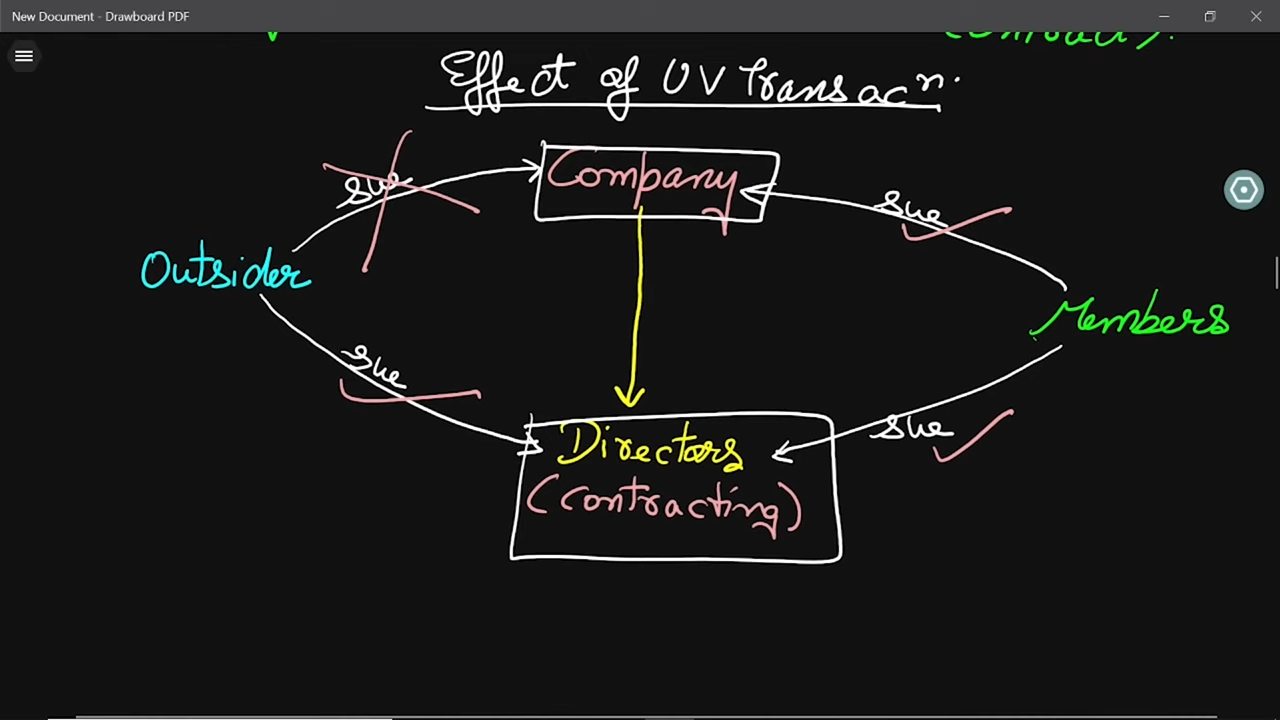 New Document - Drawboard PDF
Effect of UV Transacⁿ.
Company
sue
sue
Outsider
Members
sue
sue
Directors
(Contracting)